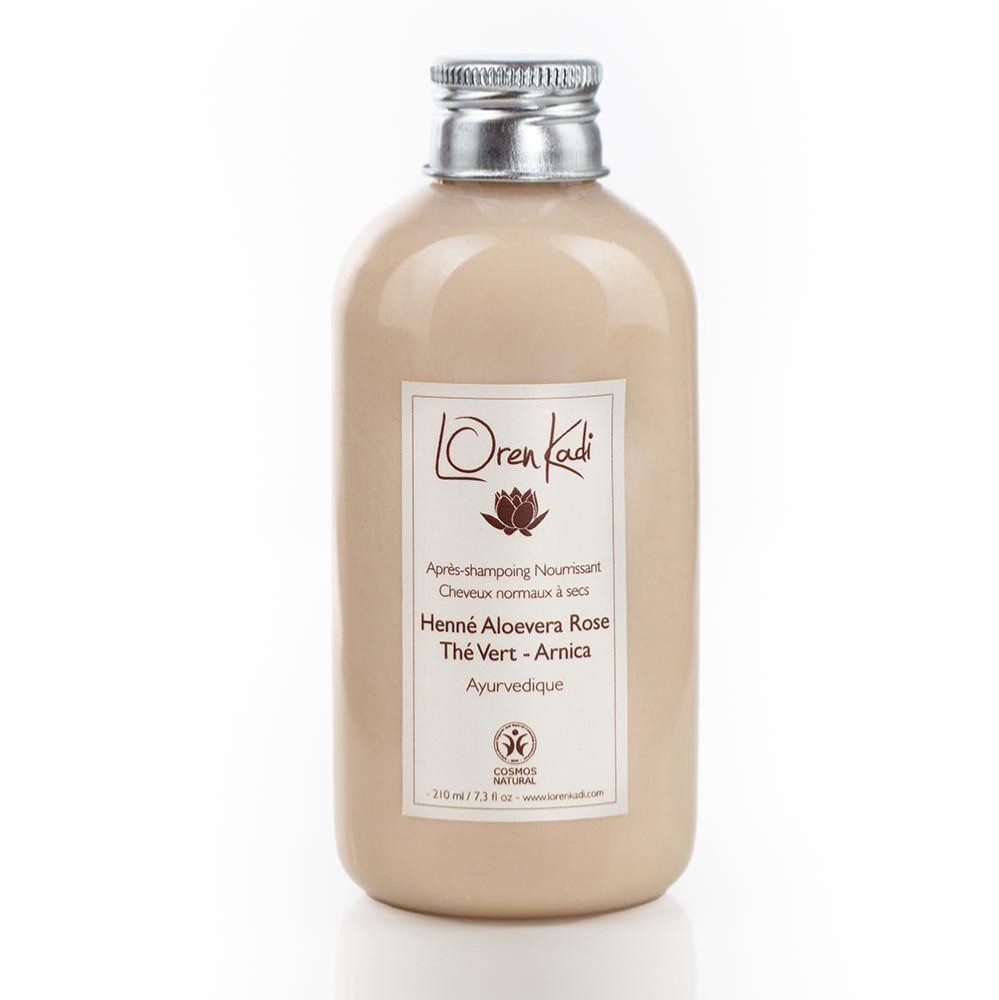 Loren Kadi
Après-shampoing Nourrissant
Cheveux normaux à secs
Henné Aloevera Rose
Thé Vert - Arnica
Ayurvedique
COSMOS
NATURAL
- 210 ml / 7,3 fl oz - www.lorenkadi.com